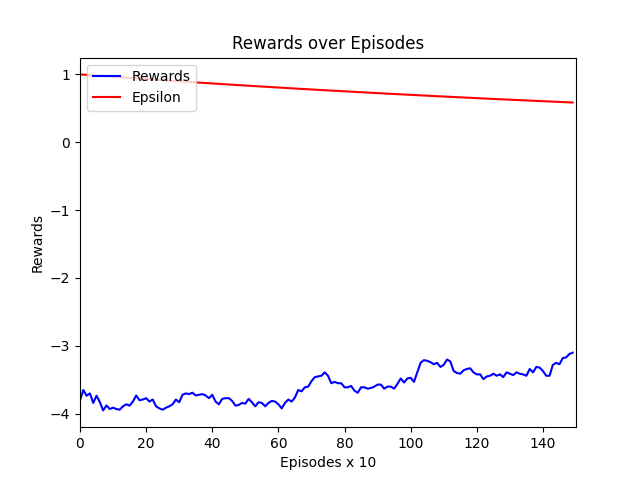 Rewards over Episodes
Rewards
Epsilon
1
0
−1
−2
−3
−4
Rewards
0 20 40 60 80 100 120 140
Episodes x 10